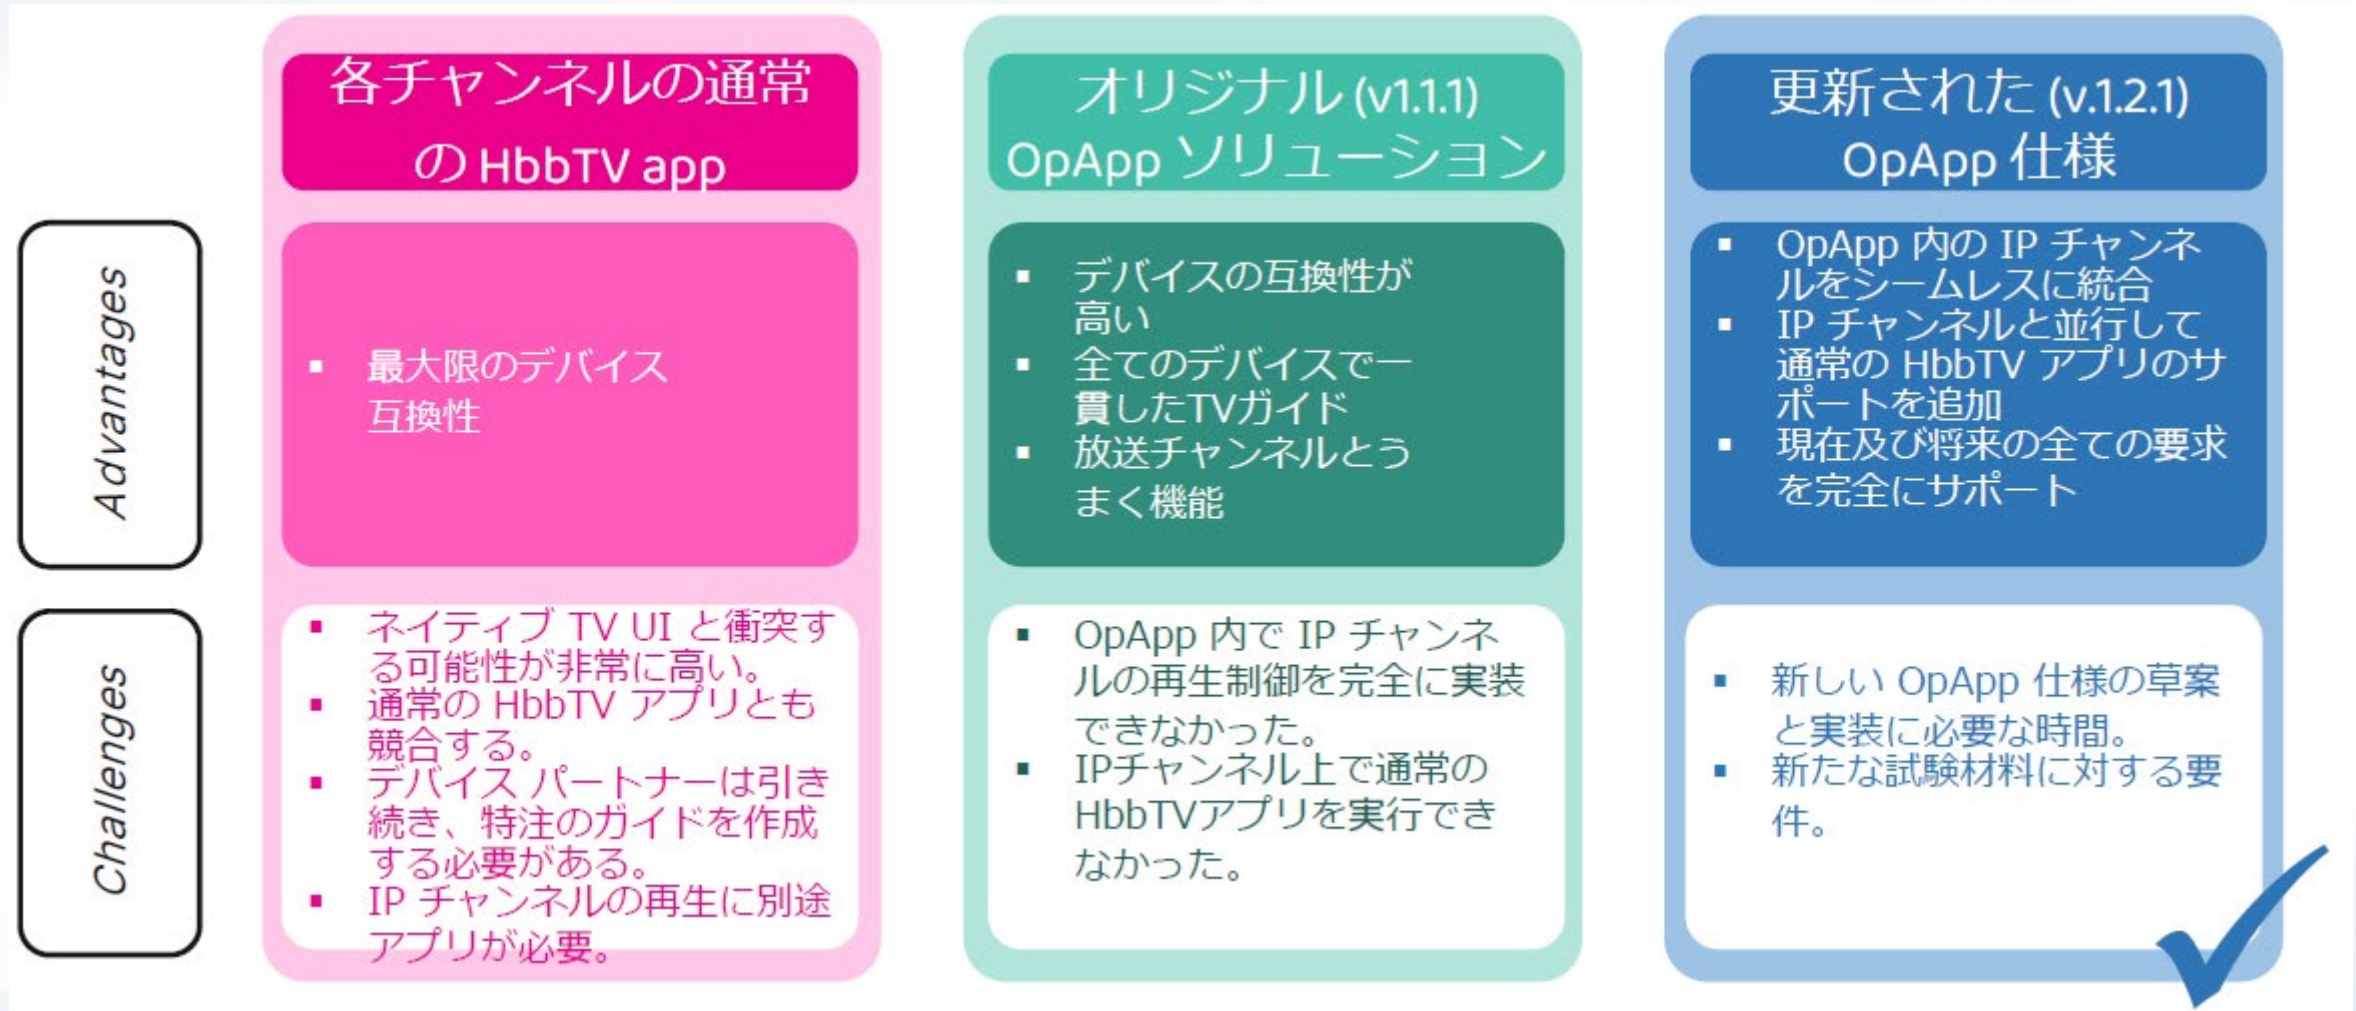 各チャンネルの通常
の HbbTV app
オリジナル (v1.1.1)
OpApp ソリューション
更新された (v.1.2.1)
OpApp 仕様
Advantages
▪ 最大限のデバイス
互換性
▪ デバイスの互換性が
高い
▪ 全てのデバイスで一
貫したTVガイド
▪ 放送チャンネルとう
まく機能
▪ OpApp 内の IP チャンネ
ルをシームレスに統合
▪ IP チャンネルと並行して
通常の HbbTV アプリのサ
ポートを追加
▪ 現在及び将来の全ての要求
を完全にサポート
Challenges
▪ ネイティブ TV UI と衝突す
る可能性が非常に高い。
▪ 通常の HbbTV アプリとも
競合する。
▪ デバイス パートナーは引き
続き、特注のガイドを作成
する必要がある。
▪ IP チャンネルの再生に別途
アプリが必要。
▪ OpApp 内で IP チャンネ
ルの再生制御を完全に実装
できなかった。
▪ IPチャンネル上で通常の
HbbTVアプリを実行でき
なかった。
▪ 新しい OpApp 仕様の草案
と実装に必要な時間。
▪ 新たな試験材料に対する要
件。